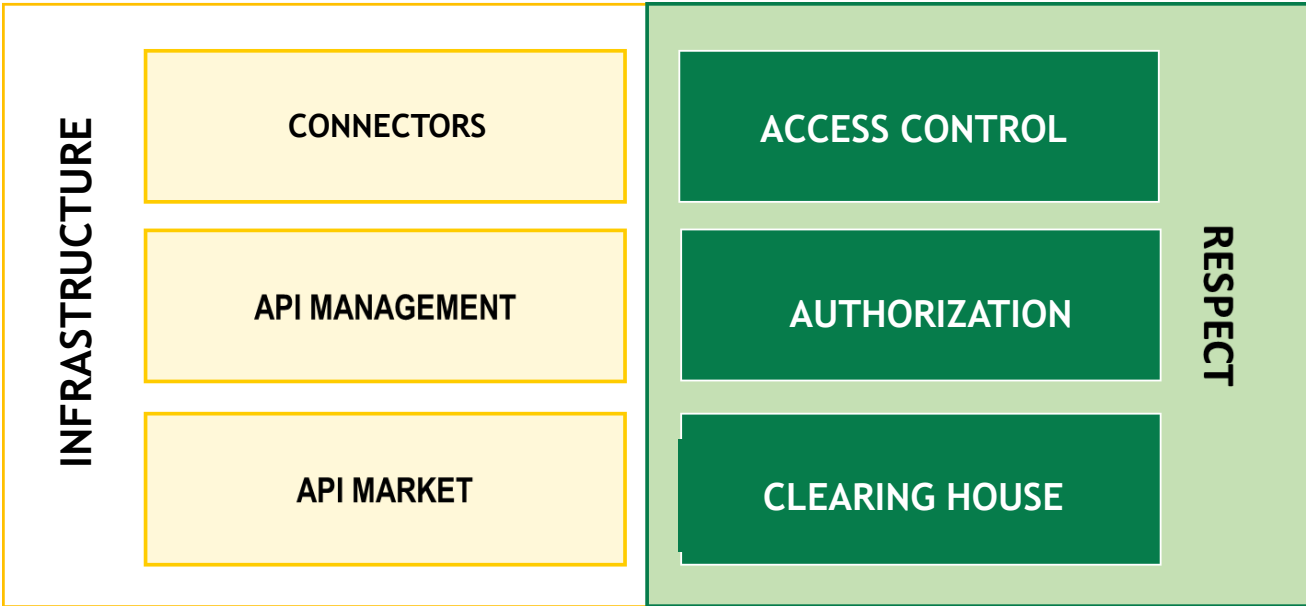 INFRASTRUCTURE
CONNECTORS
API MANAGEMENT
API MARKET
ACCESS CONTROL
AUTHORIZATION
CLEARING HOUSE
RESPECT